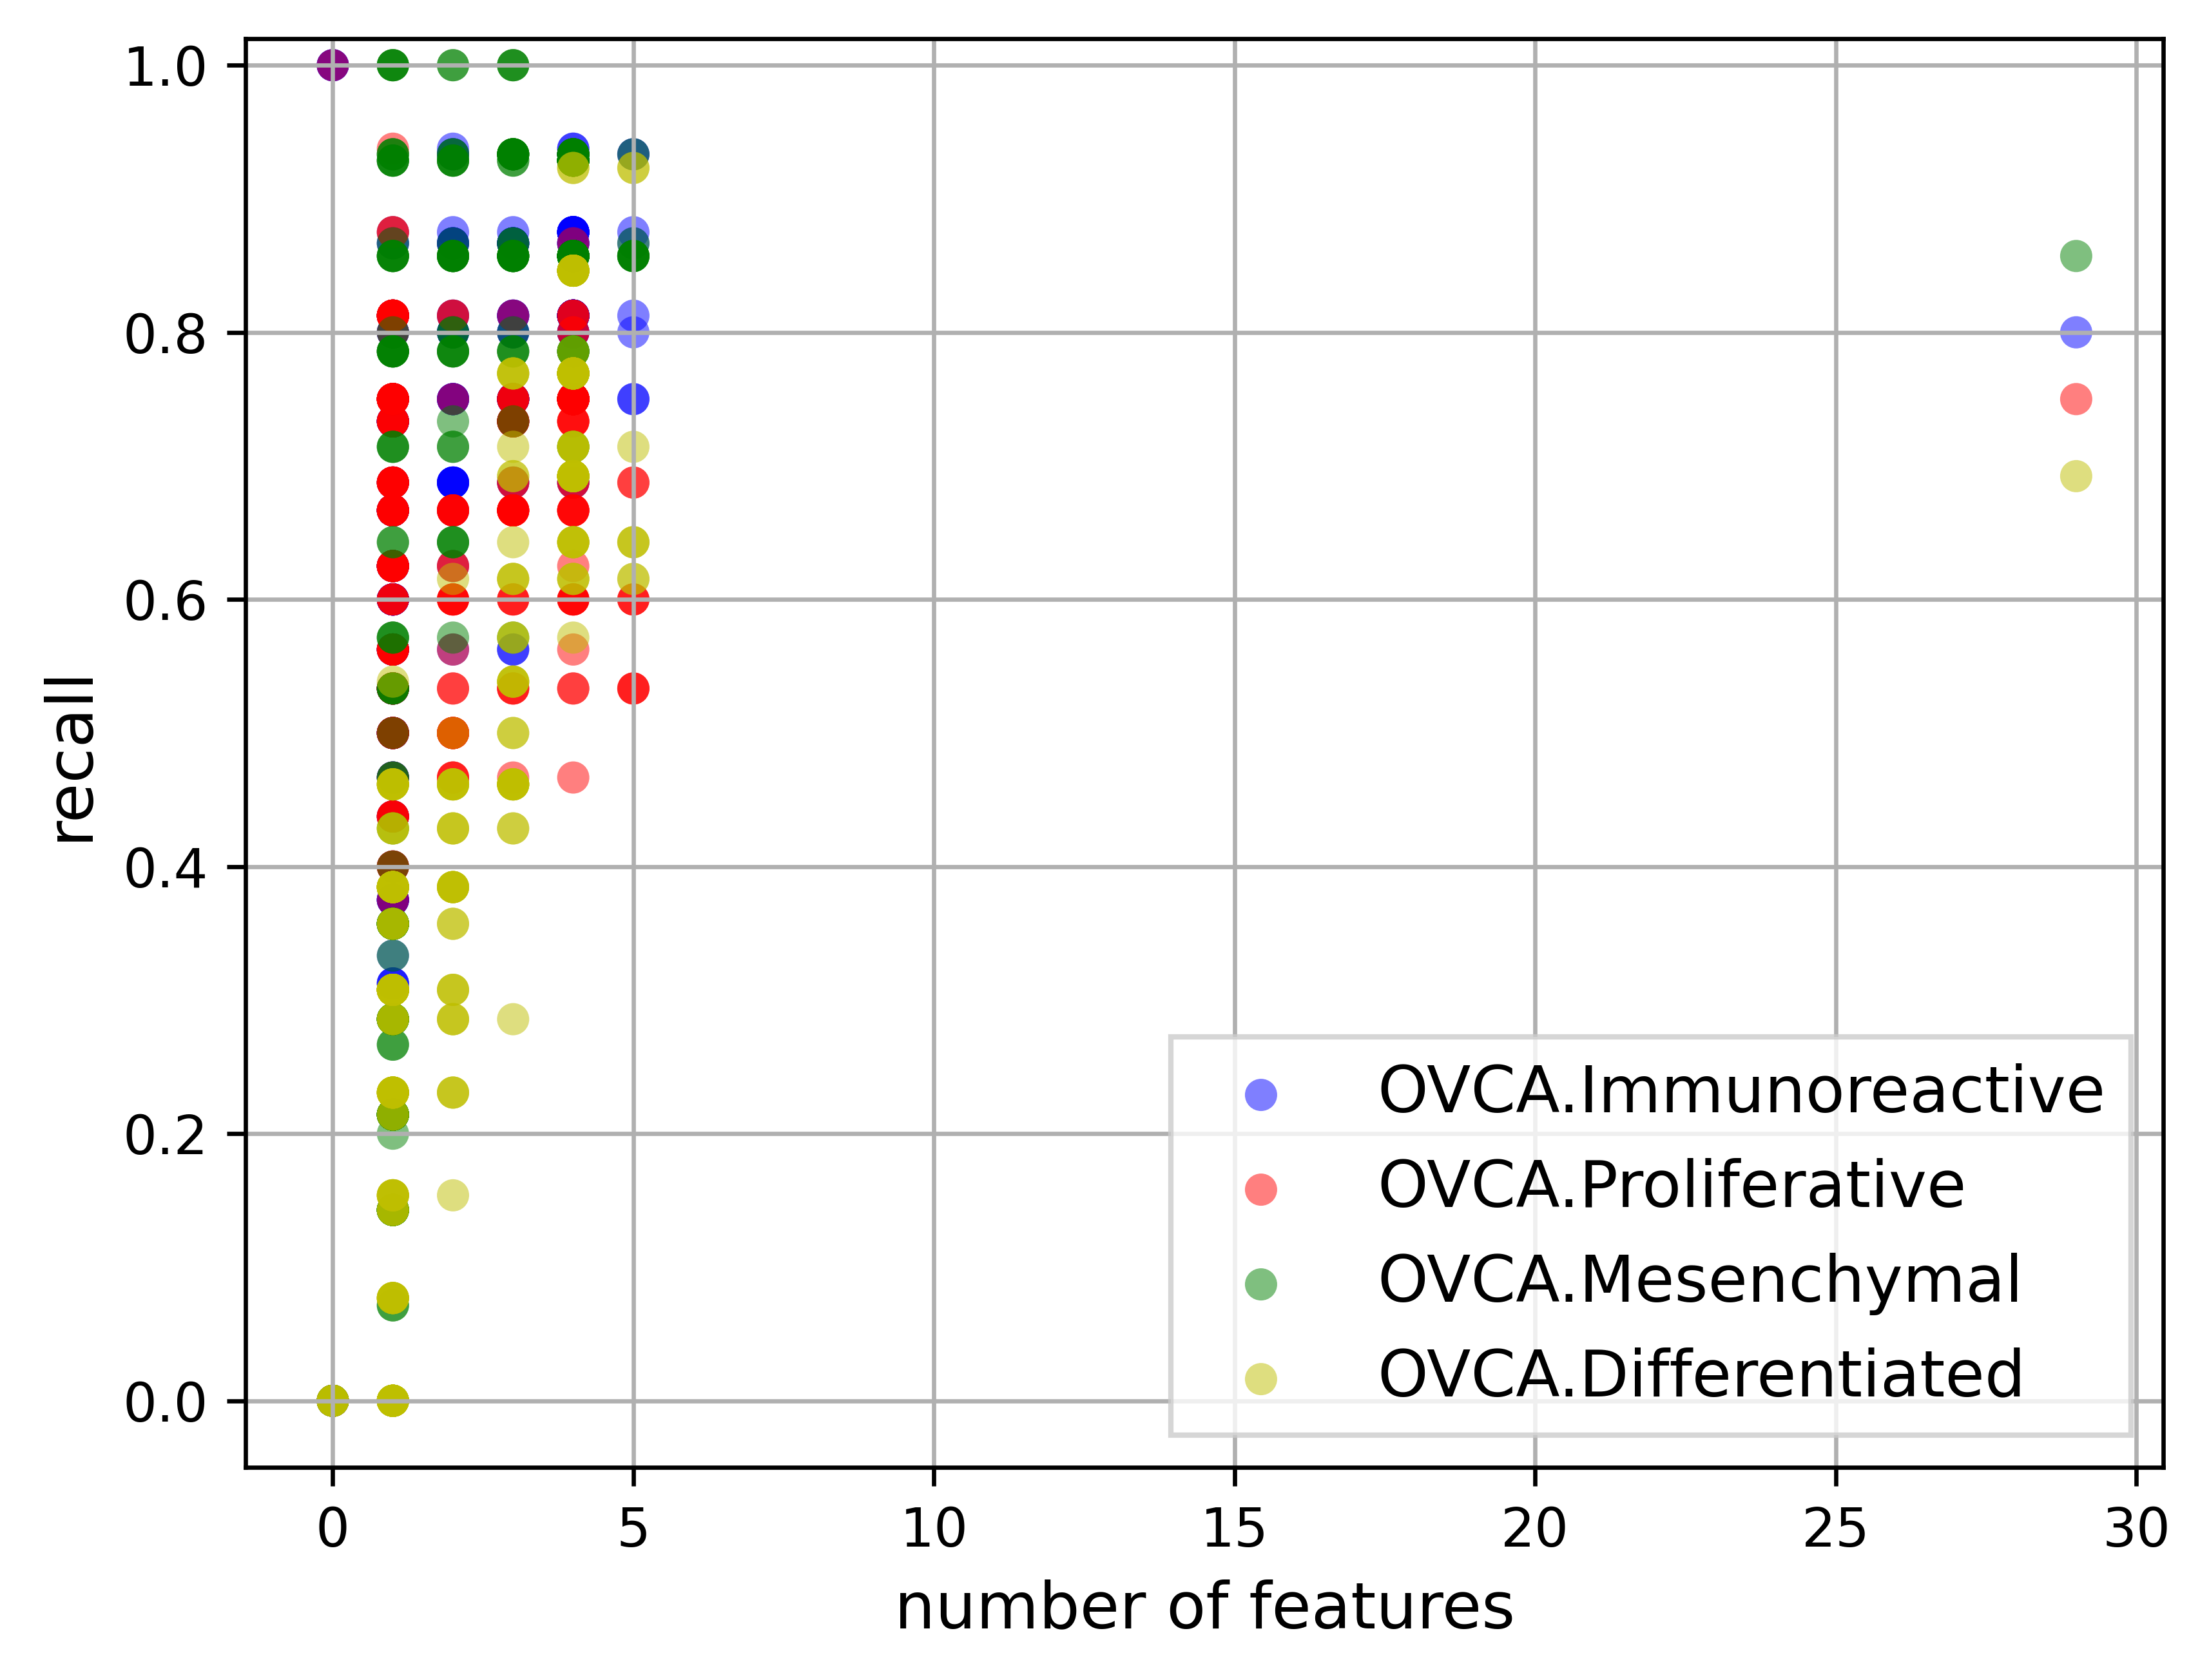 1.0
0.8
0.6
0.4
0.2
0.0
recall
0 5 10 15 20 25 30
number of features
OVCA.Immunoreactive
OVCA.Proliferative
OVCA.Mesenchymal
OVCA.Differentiated